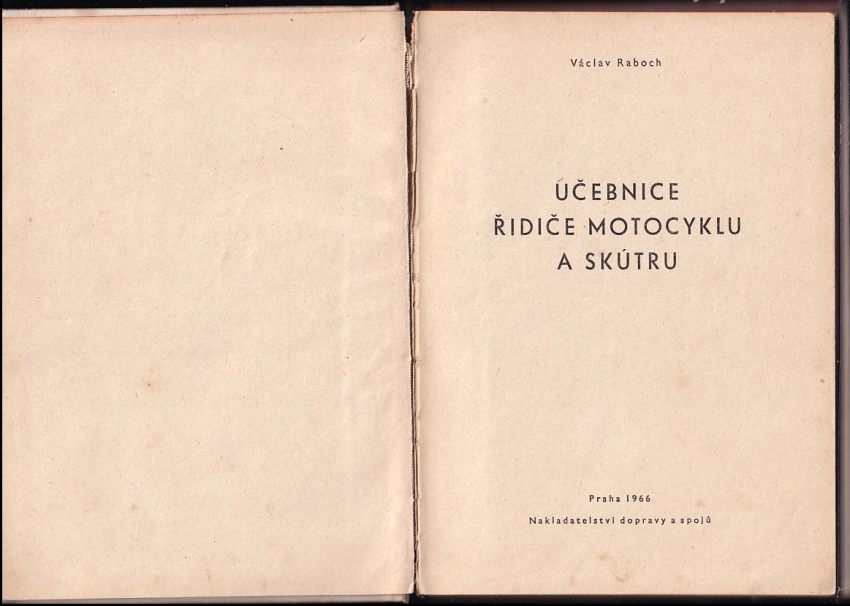 Václav Raboch
ÚČEBNICE
ŘIDIČE MOTOCYKLU
A SKÚTRU
Praha 1966
Nakladatelství dopravy a spojů